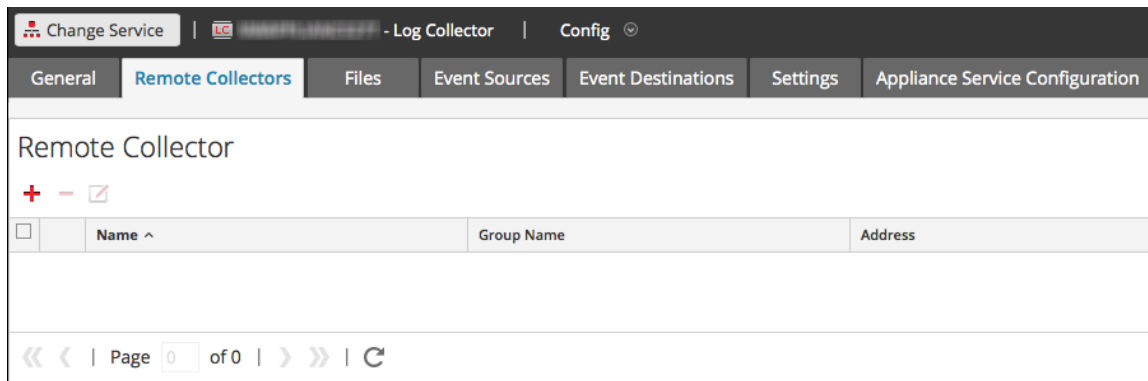 Change Service | LC - Log Collector | Config
General Remote Collectors Files Event Sources Event Destinations Settings Appliance Service Configuration
Remote Collector
Name Group Name Address
Page 0 of 0